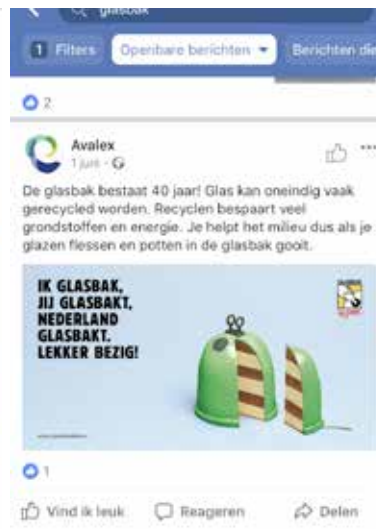 glasbak
1 Filters Openbare berichten Berichten die
2
Avalex
1 juni
De glasbak bestaat 40 jaar! Glas kan oneindig vaak
gerecycled worden. Recyclen bespaart veel
grondstoffen en energie. Je helpt het milieu dus als je
glazen flessen en potten in de glasbak gooit.
IK GLASBAK,
JIJ GLASBAKT,
NEDERLAND
GLASBAKT.
LEKKER BEZIG!
1
Vind ik leuk Reageren Delen